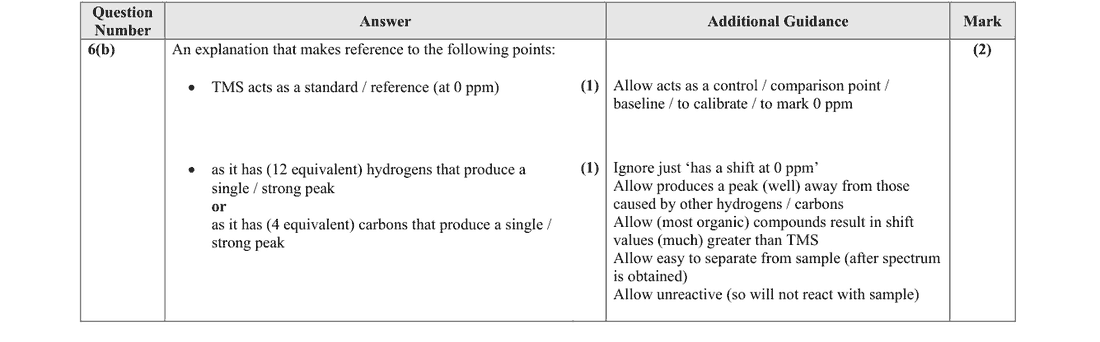 Question
Number
Answer
Additional Guidance
Mark
6(b)
An explanation that makes reference to the following points:
(2)
• TMS acts as a standard / reference (at 0 ppm)
(1)
Allow acts as a control / comparison point /
baseline / to calibrate / to mark 0 ppm
• as it has (12 equivalent) hydrogens that produce a
single / strong peak
or
as it has (4 equivalent) carbons that produce a single /
strong peak
(1)
Ignore just ‘has a shift at 0 ppm’
Allow produces a peak (well) away from those
caused by other hydrogens / carbons
Allow (most organic) compounds result in shift
values (much) greater than TMS
Allow easy to separate from sample (after spectrum
is obtained)
Allow unreactive (so will not react with sample)